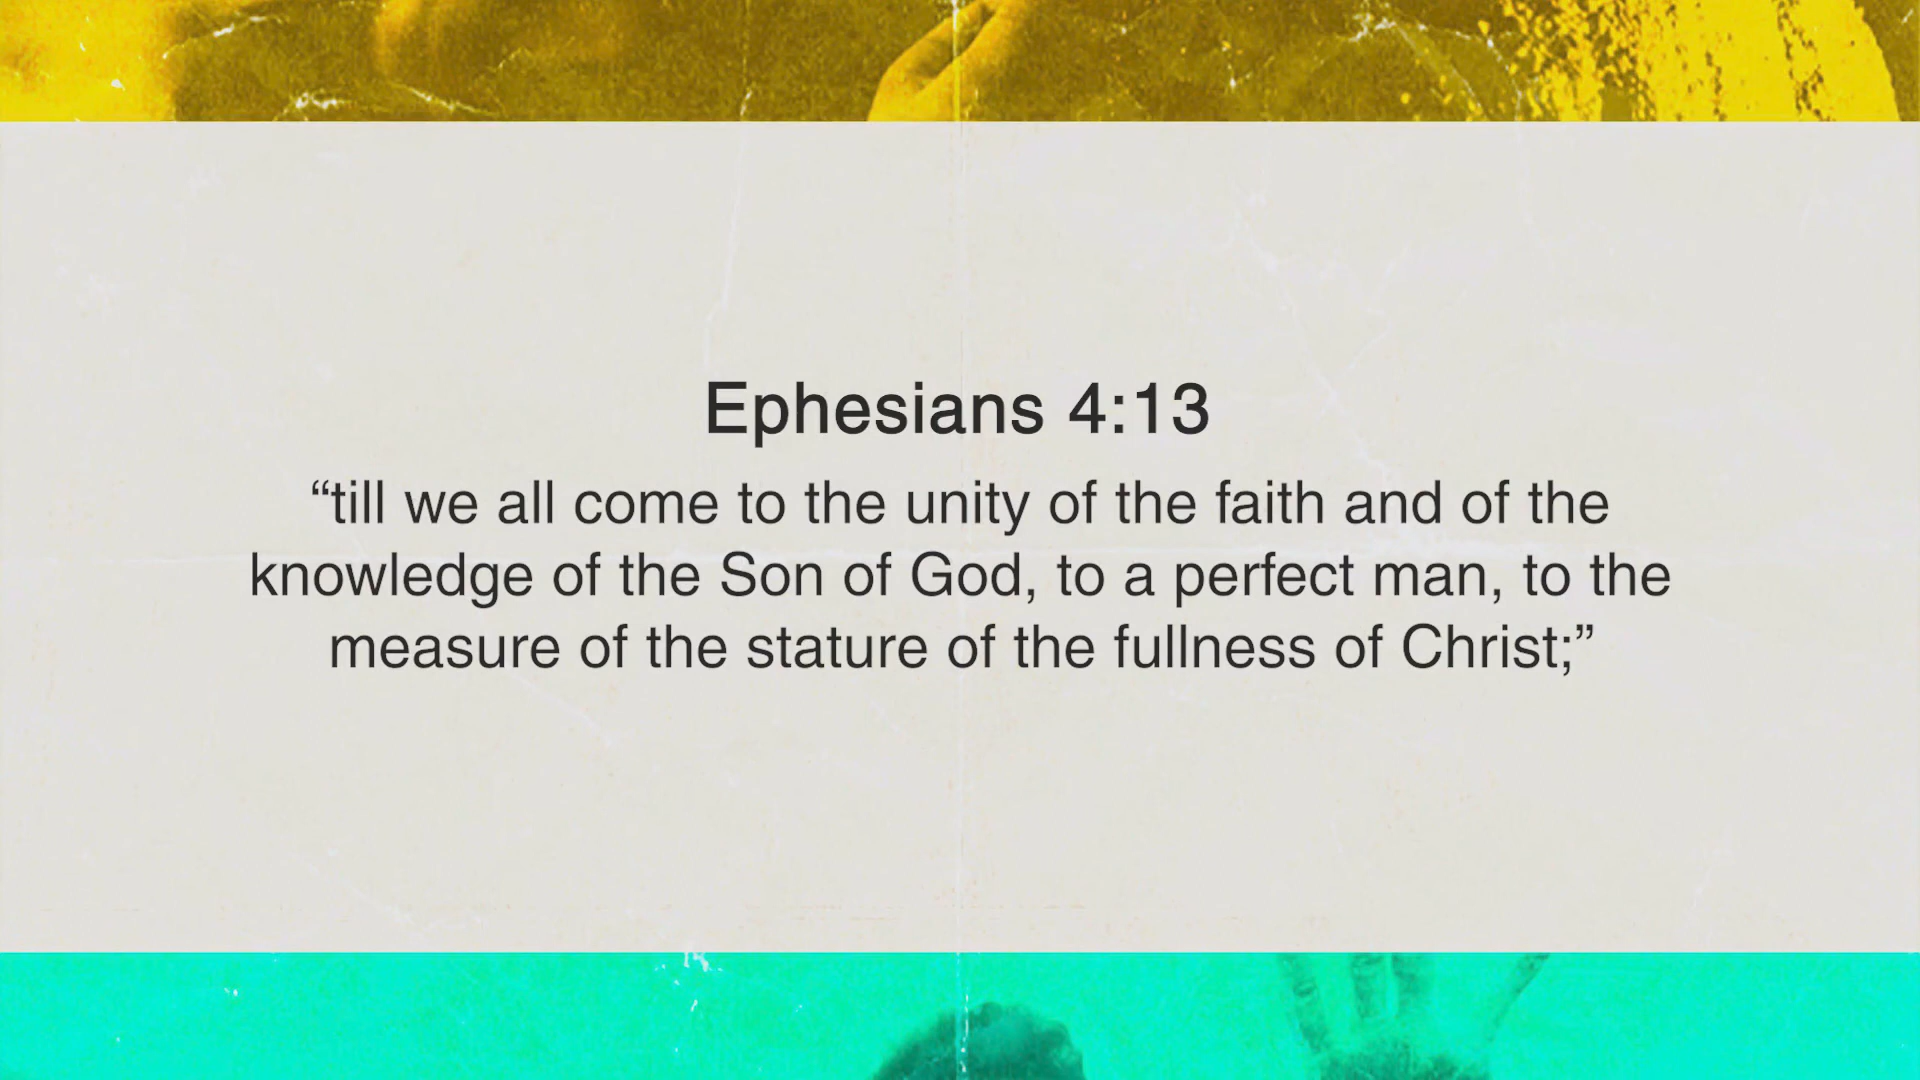 Ephesians 4:13
“till we all come to the unity of the faith and of the
knowledge of the Son of God, to a perfect man, to the
measure of the stature of the fullness of Christ;”